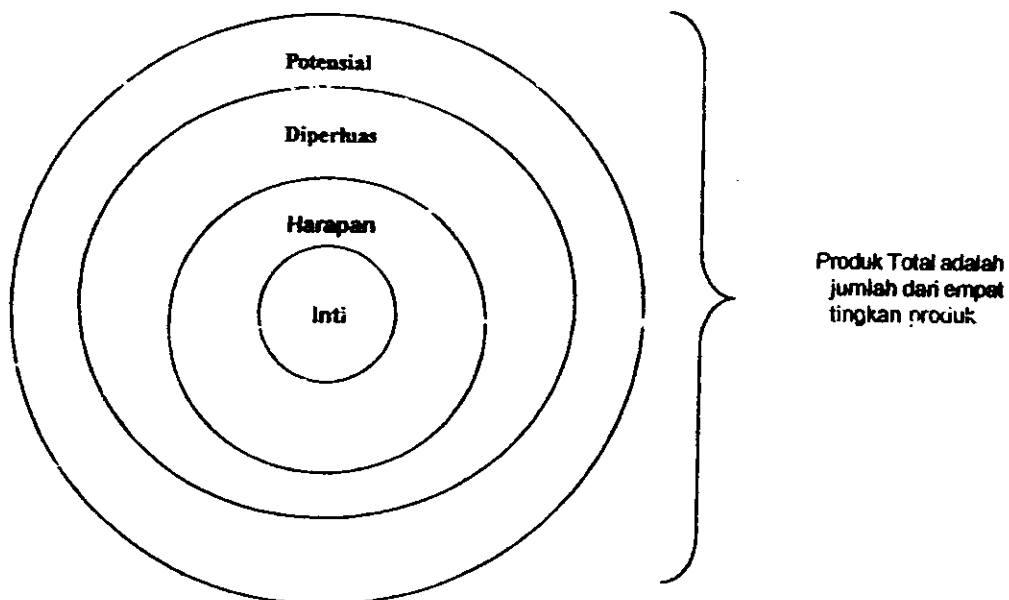 Potensial
Diperluas
Harapan
Inti
Produk Total adalah
jumlah dari empat
tingkan produk